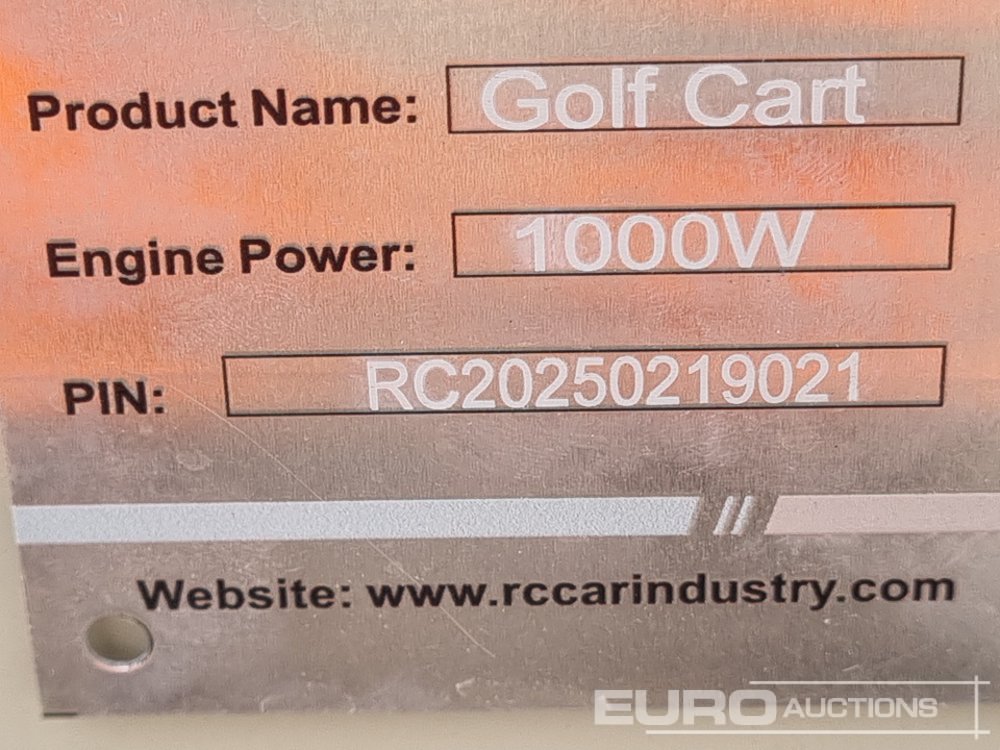 Product Name: Golf Cart
Engine Power: 1000W
PIN: RC20250219021
Website: www.rccarindustry.com
EURO AUCTIONS